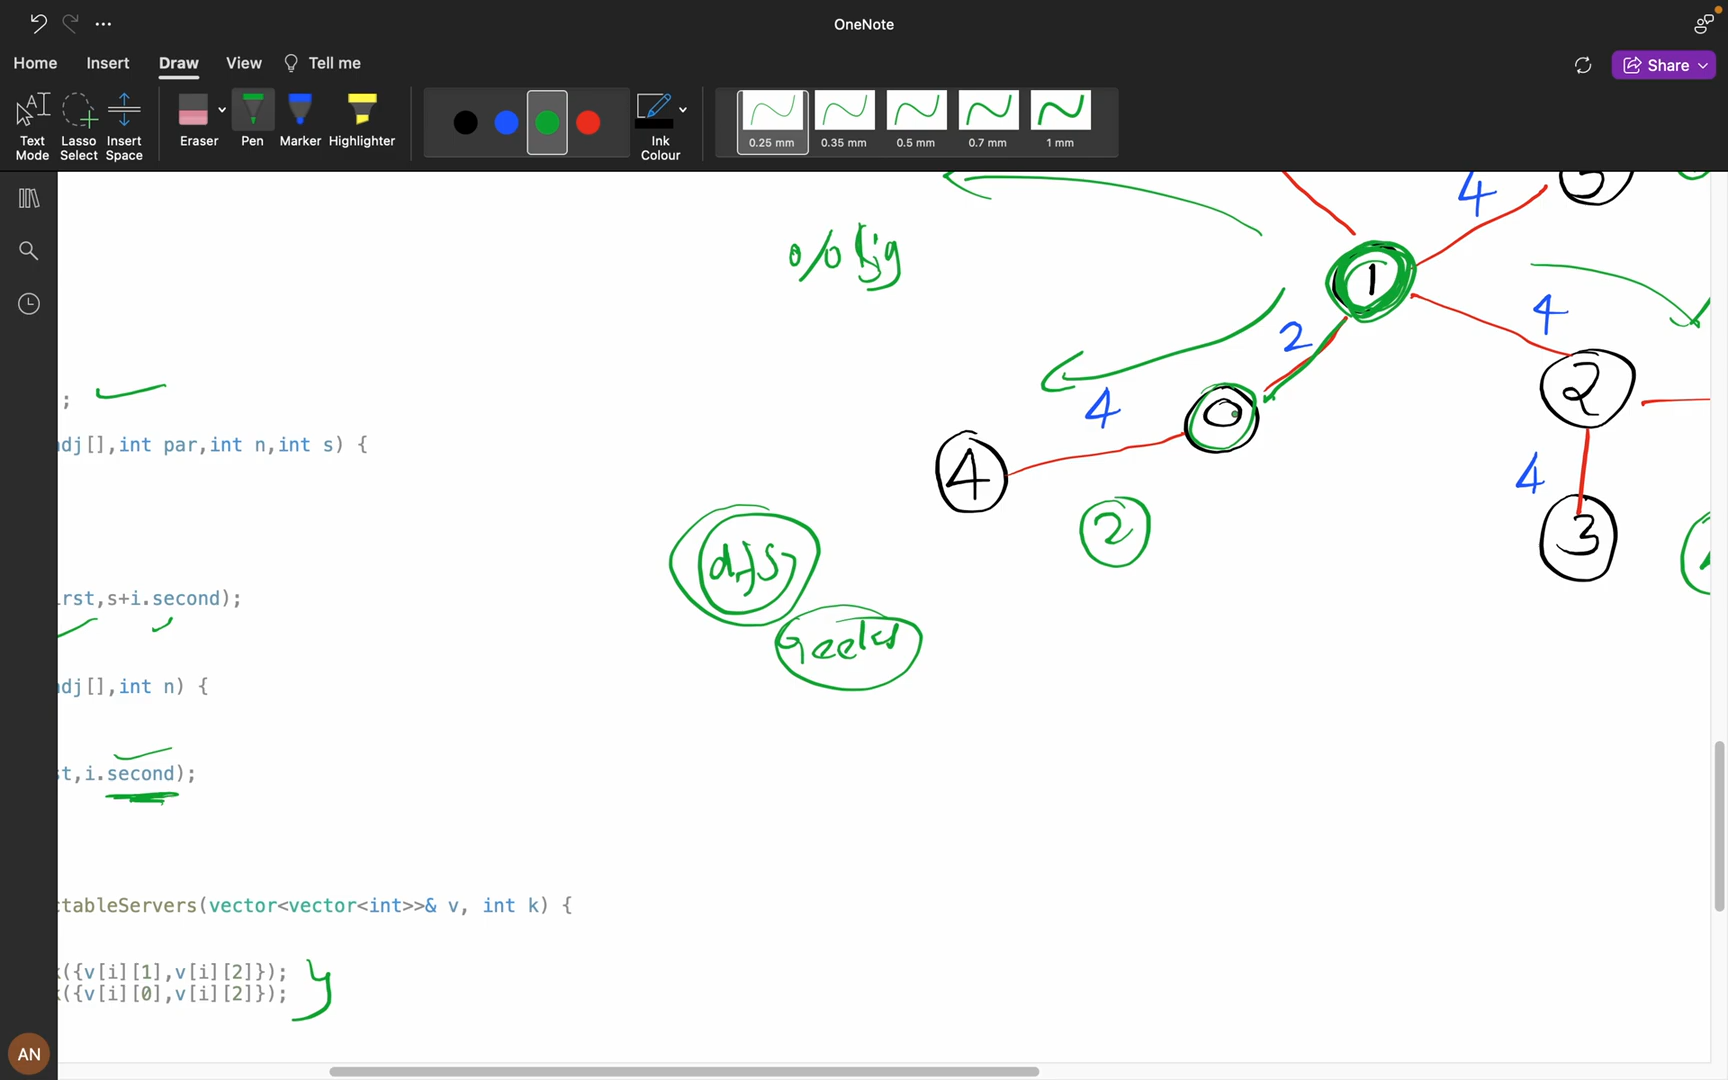 OneNote
Home Insert Draw View Tell me Share
Text Mode Lasso Select Insert Space Eraser Pen Marker Highlighter Ink Colour 0.25 mm 0.35 mm 0.5 mm 0.7 mm 1 mm
4
1
4
2
2
4
0
4
4
3
2
dfs
Geeks
;
dj[],int par,int n,int s) {
rst,s+i.second);
dj[],int n) {
st,i.second);
ctableServers(vector<vector<int>>& v, int k) {
({v[i][1],v[i][2]});
({v[i][0],v[i][2]});
AN